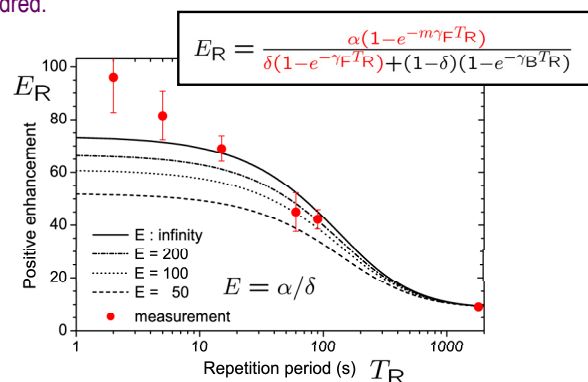 dred.
E_R = α(1−e^{−mγ_F T_R}) / δ(1−e^{−γ_F T_R})+(1−δ)(1−e^{−γ_B T_R})
E_R
100
80
60
40
20
0
Positive enhancement
E : infinity
E = 200
E = 100
E = 50
measurement
E = α/δ
1 10 100 1000
Repetition period (s) T_R